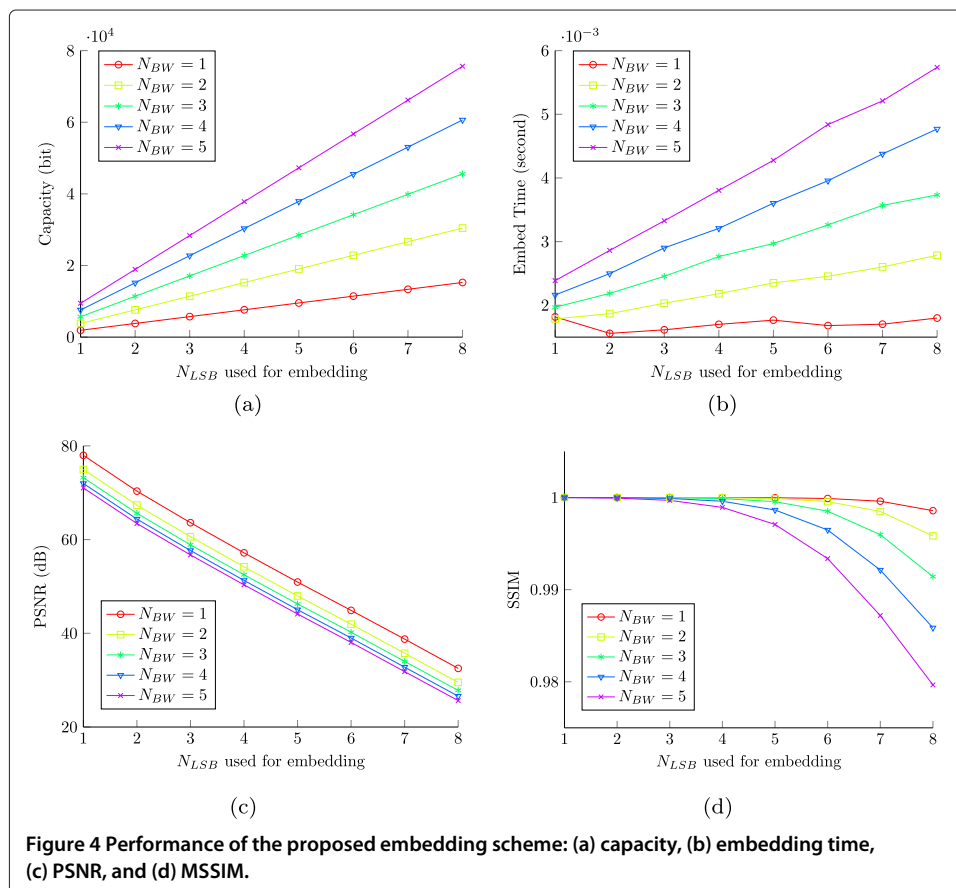 ·10⁴
8
6
4
2
0
Capacity (bit)
N_BW = 1
N_BW = 2
N_BW = 3
N_BW = 4
N_BW = 5
1 2 3 4 5 6 7 8
N_LSB used for embedding
(a)
·10⁻³
6
5
4
3
2
Embed Time (second)
N_BW = 1
N_BW = 2
N_BW = 3
N_BW = 4
N_BW = 5
1 2 3 4 5 6 7 8
N_LSB used for embedding
(b)
80
60
40
20
PSNR (dB)
N_BW = 1
N_BW = 2
N_BW = 3
N_BW = 4
N_BW = 5
1 2 3 4 5 6 7 8
N_LSB used for embedding
(c)
1
0.99
0.98
SSIM
N_BW = 1
N_BW = 2
N_BW = 3
N_BW = 4
N_BW = 5
1 2 3 4 5 6 7 8
N_LSB used for embedding
(d)
Figure 4 Performance of the proposed embedding scheme: (a) capacity, (b) embedding time,
(c) PSNR, and (d) MSSIM.